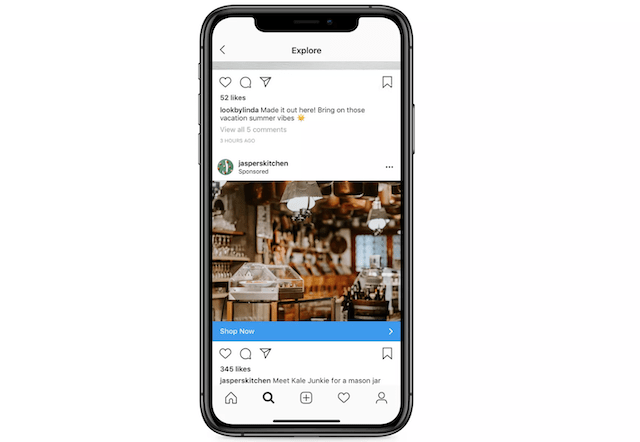 Explore
52 likes
lookbylinda Made it out here! Bring on those
vacation summer vibes ☀️
View all 5 comments
3 HOURS AGO
jasperskitchen
Sponsored
Shop Now
345 likes
jasperskitchen Meet Kale Junkie for a mason jar